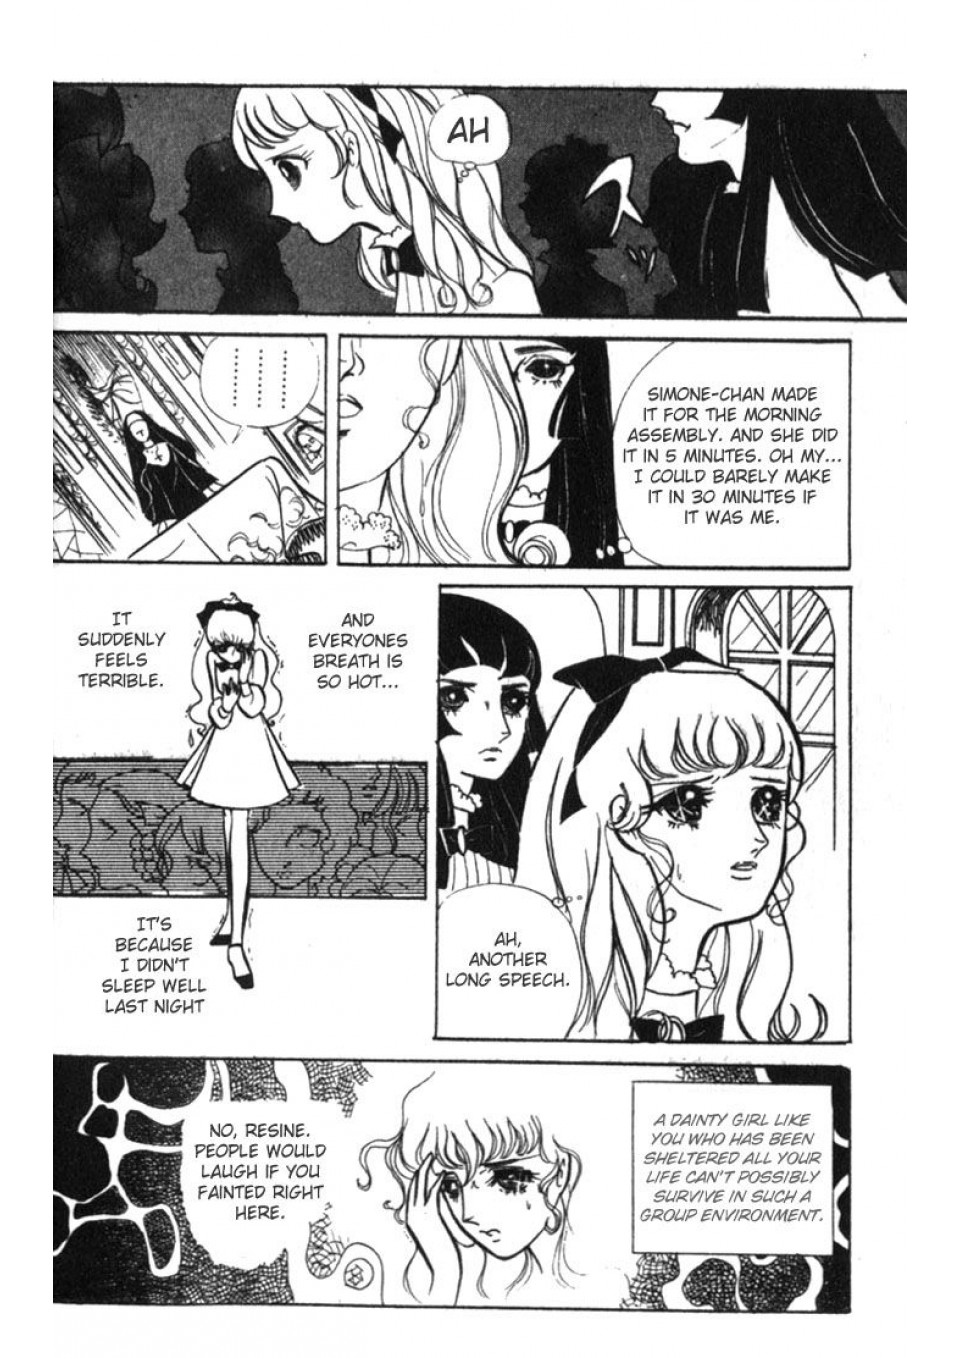 AH
SIMONE-CHAN MADE
IT FOR THE MORNING
ASSEMBLY. AND SHE DID
IT IN 5 MINUTES. OH MY...
I COULD BARELY MAKE
IT IN 30 MINUTES IF
IT WAS ME.
IT
SUDDENLY
FEELS
TERRIBLE.
AND
EVERYONES
BREATH IS
SO HOT...
IT'S
BECAUSE
I DIDN'T
SLEEP WELL
LAST NIGHT
AH,
ANOTHER
LONG SPEECH.
NO, RESINE.
PEOPLE WOULD
LAUGH IF YOU
FAINTED RIGHT
HERE.
A DAINTY GIRL LIKE
YOU WHO HAS BEEN
SHELTERED ALL YOUR
LIFE CAN'T POSSIBLY
SURVIVE IN SUCH A
GROUP ENVIRONMENT.